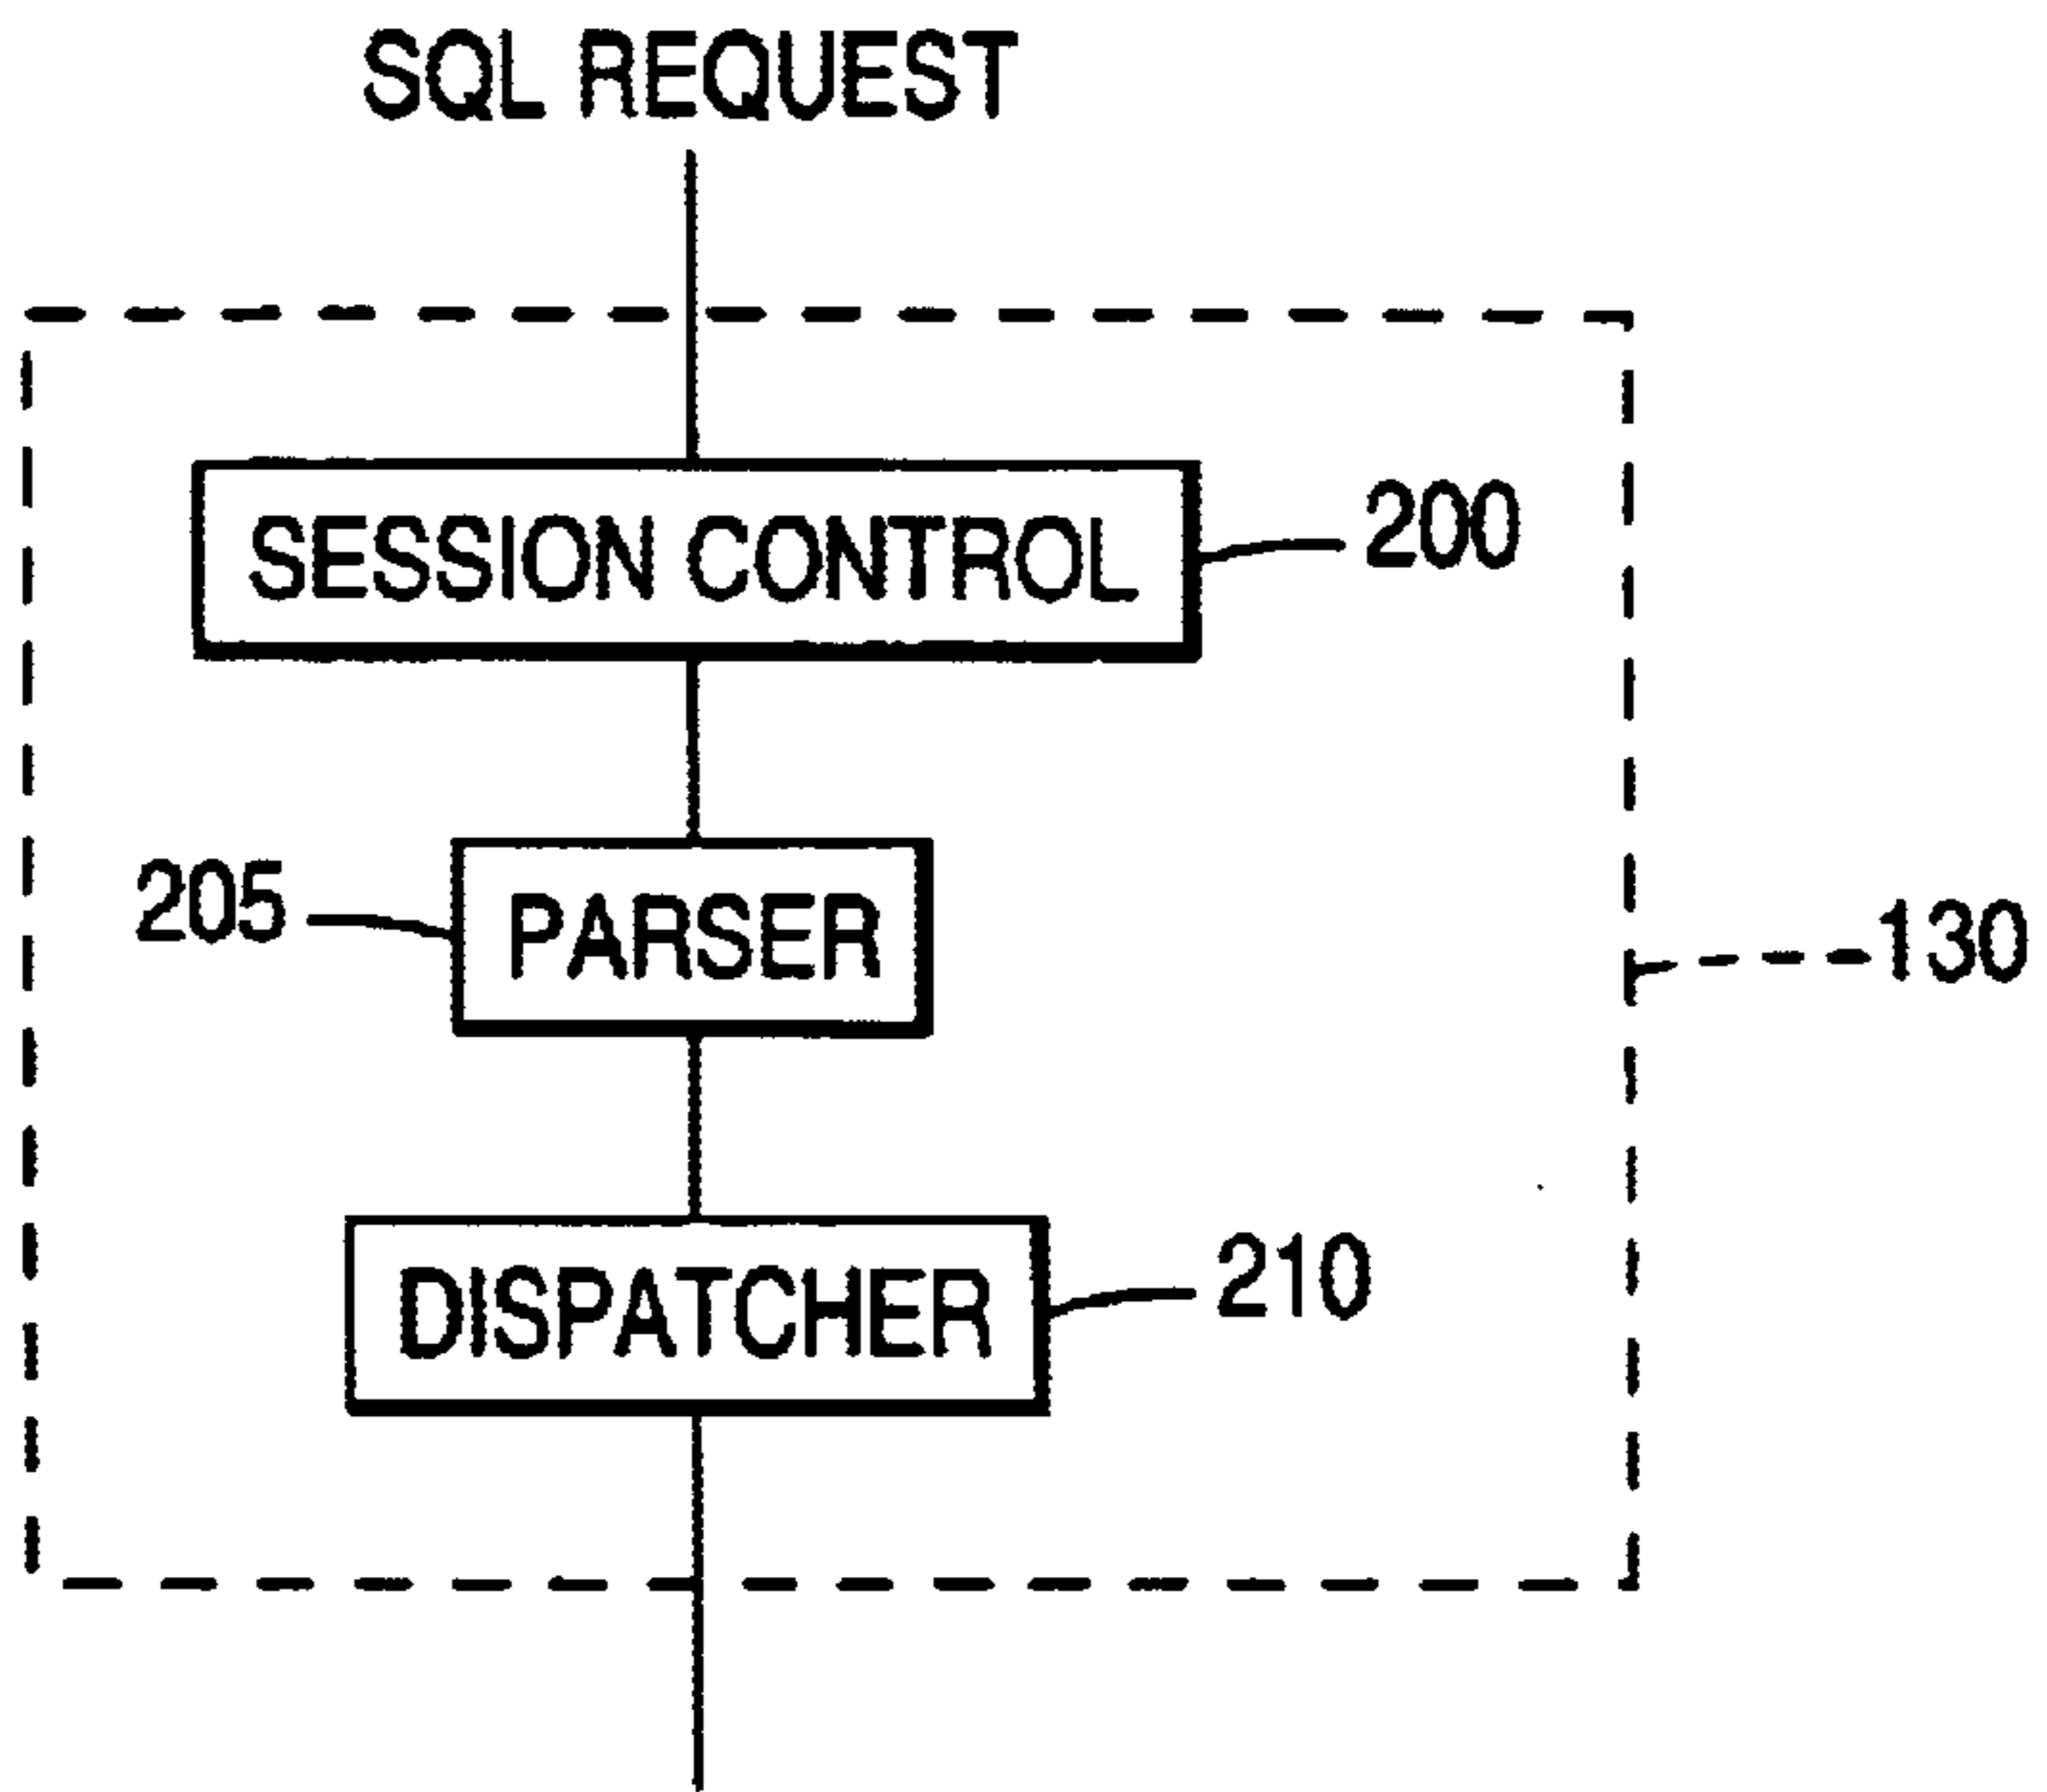 SQL REQUEST
SESSION CONTROL
200
205
PARSER
130
DISPATCHER
210